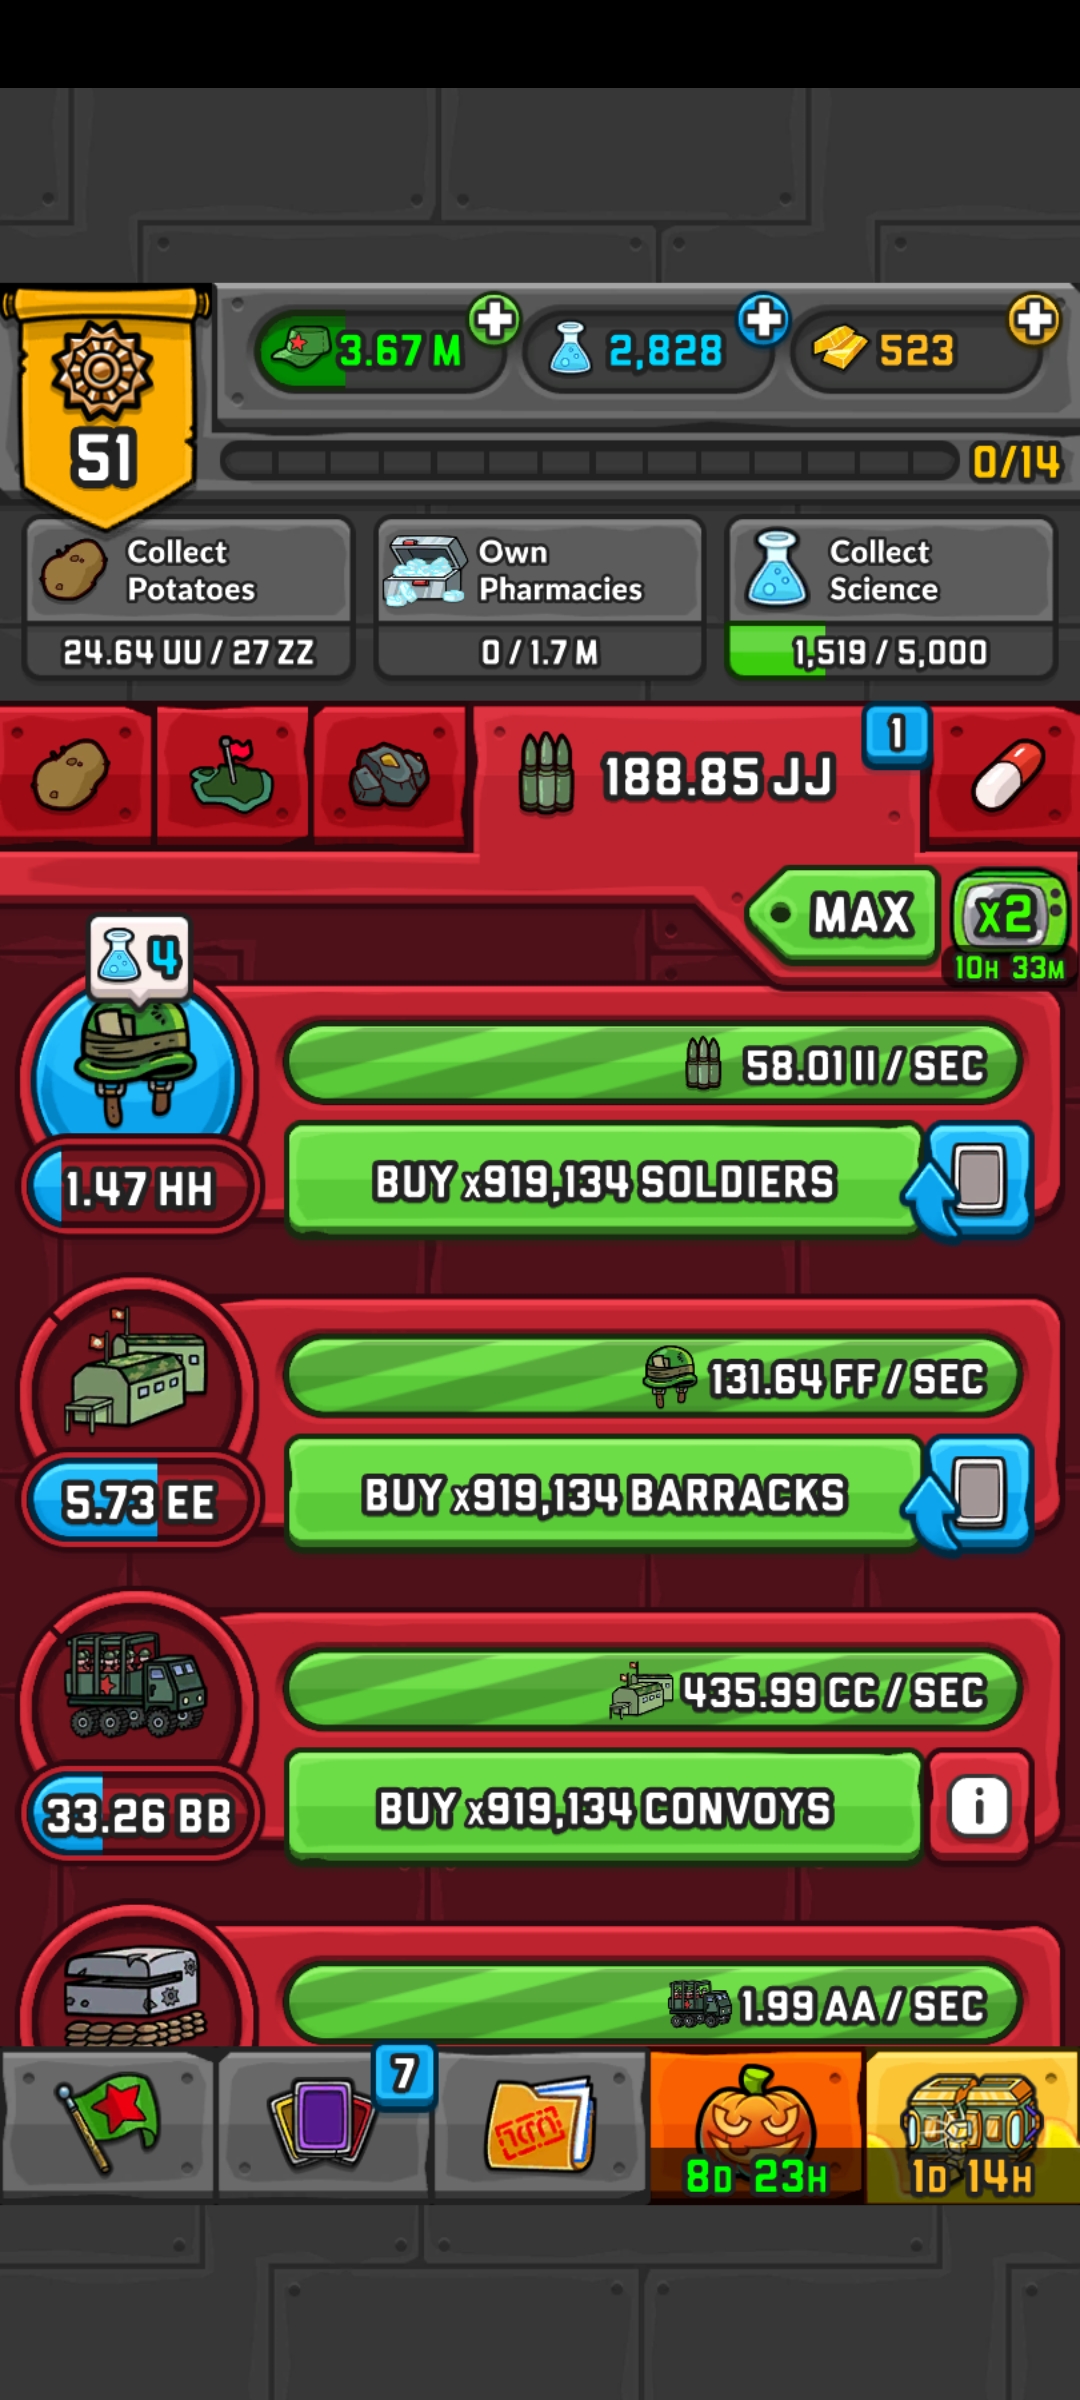 3.67 M
2,828
523
51
0/14
Collect
Potatoes
24.64 UU / 27 ZZ
Own
Pharmacies
0 / 1.7 M
Collect
Science
1,519 / 5,000
188.85 JJ
1
MAX
x2
10H 33M
4
58.01 II / SEC
1.47 HH
BUY x919,134 SOLDIERS
131.64 FF / SEC
5.73 EE
BUY x919,134 BARRACKS
435.99 CC / SEC
33.26 BB
BUY x919,134 CONVOYS
i
1.99 AA / SEC
7
8D 23H
1D 14H